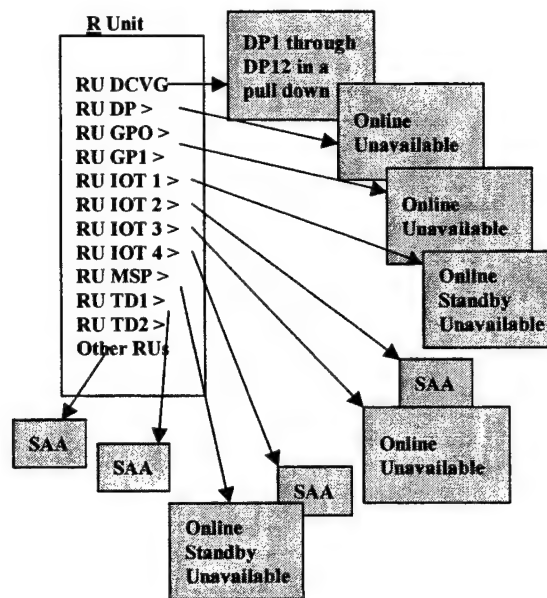 R Unit
RU DCVG
RU DP >
RU GPO >
RU GP1 >
RU IOT 1 >
RU IOT 2 >
RU IOT 3 >
RU IOT 4 >
RU MSP >
RU TD1 >
RU TD2 >
Other RUs
DP1 through
DP12 in a
pull down
Online
Unavailable
Online
Unavailable
Online
Standby
Unavailable
SAA
Online
Unavailable
SAA
SAA
SAA
Online
Standby
Unavailable